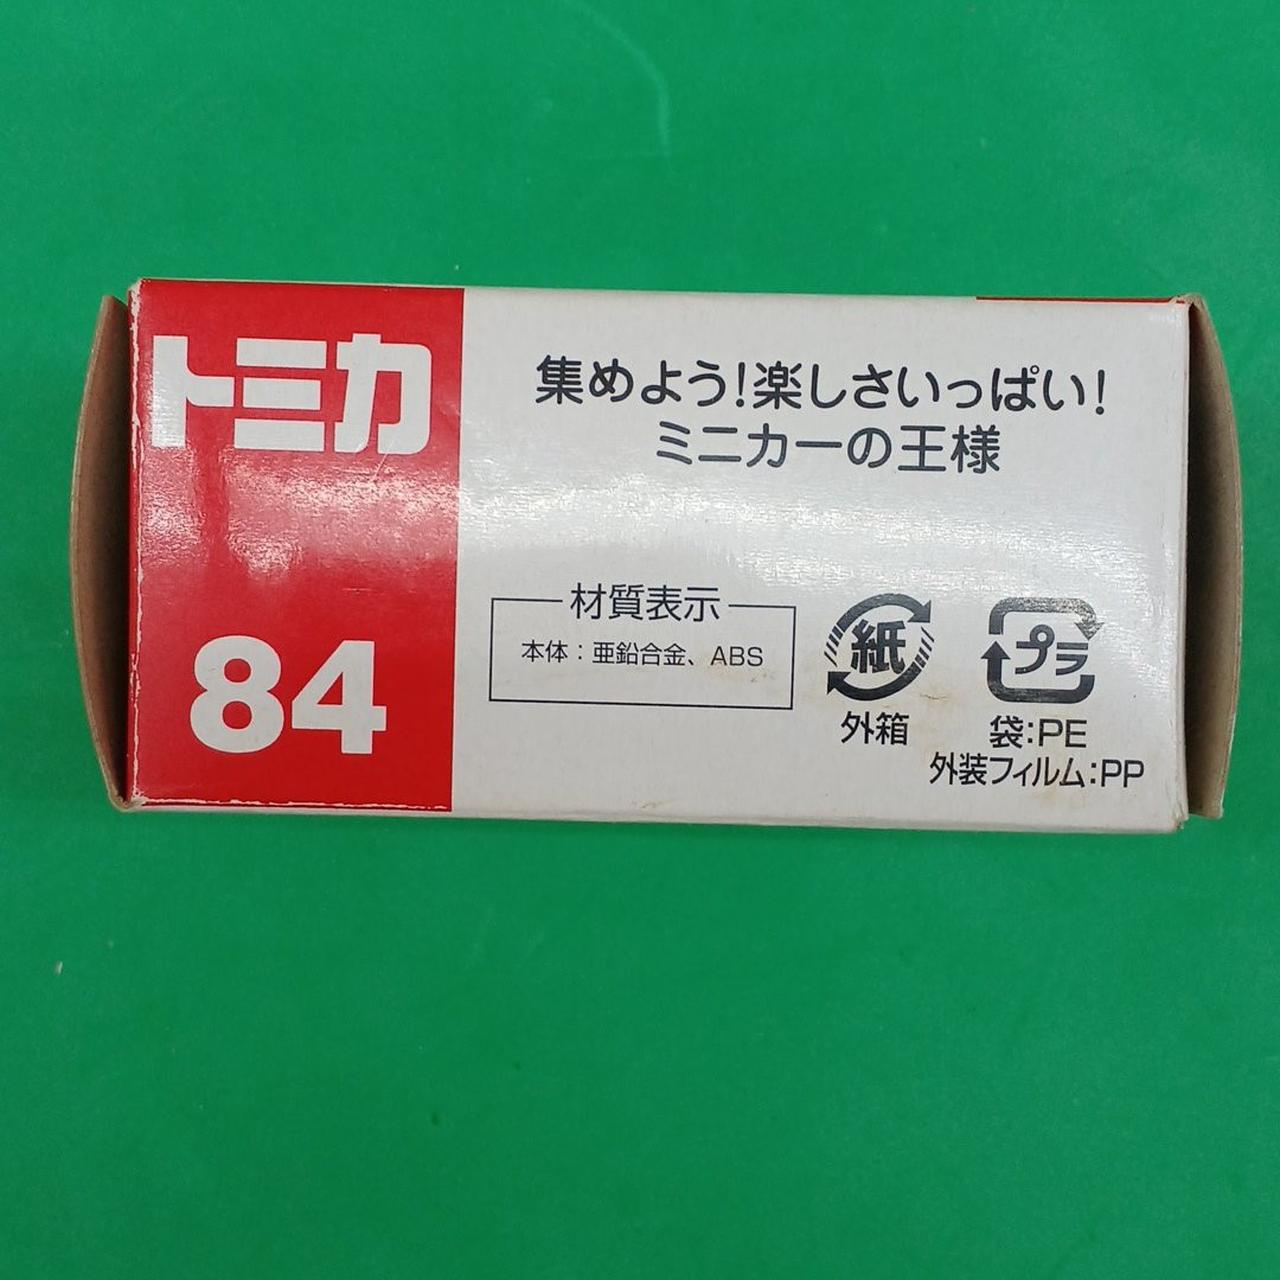 トミカ
84
集めよう!楽しさいっぱい!
ミニカーの王様
材質表示
本体：亜鉛合金、ABS
紙
外箱
プラ
袋:PE
外装フィルム:PP